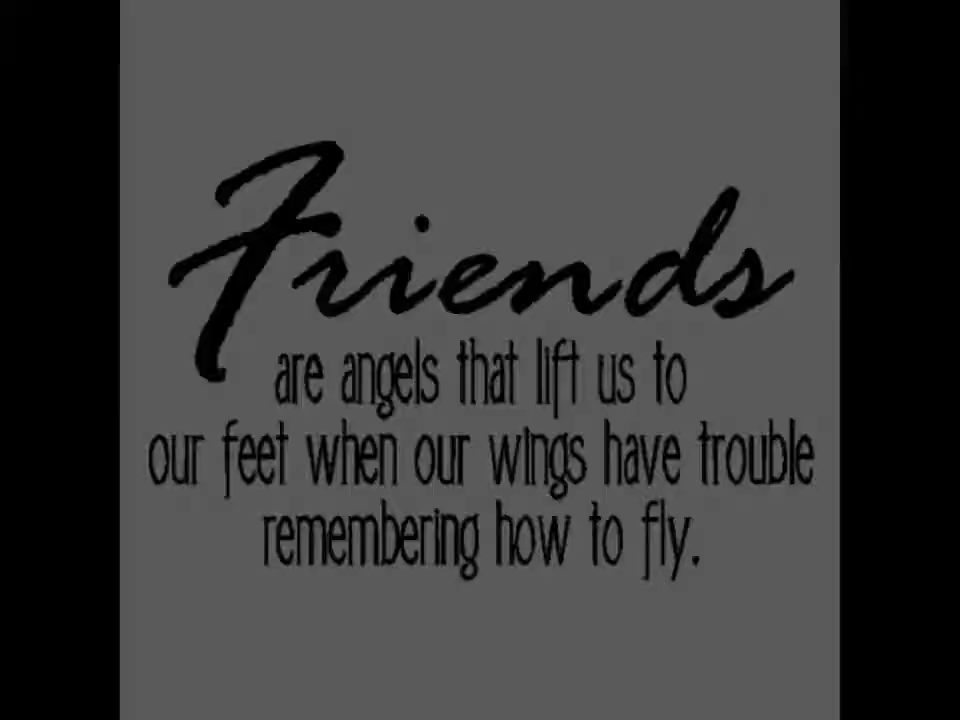 Friends
are angels that lift us to
our feet when our wings have trouble
remembering how to fly.